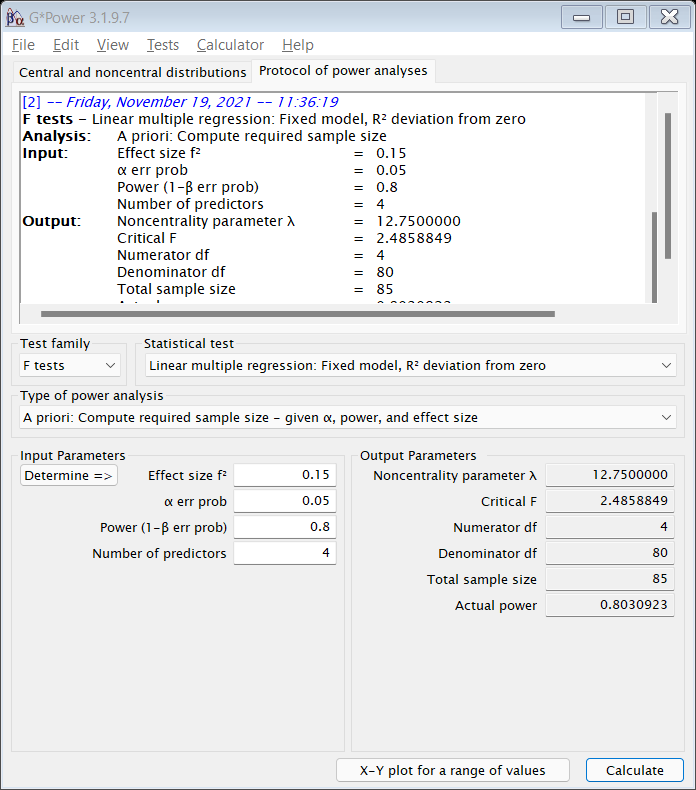 G*Power 3.1.9.7
File Edit View Tests Calculator Help
Central and noncentral distributions Protocol of power analyses
[2] -- Friday, November 19, 2021 -- 11:36:19
F tests – Linear multiple regression: Fixed model, R² deviation from zero
Analysis: A priori: Compute required sample size
Input: Effect size f² = 0.15
α err prob = 0.05
Power (1–β err prob) = 0.8
Number of predictors = 4
Output: Noncentrality parameter λ = 12.7500000
Critical F = 2.4858849
Numerator df = 4
Denominator df = 80
Total sample size = 85
Test family Statistical test
F tests Linear multiple regression: Fixed model, R² deviation from zero
Type of power analysis
A priori: Compute required sample size – given α, power, and effect size
Input Parameters Output Parameters
Determine => Effect size f² 0.15 Noncentrality parameter λ 12.7500000
α err prob 0.05 Critical F 2.4858849
Power (1–β err prob) 0.8 Numerator df 4
Number of predictors 4 Denominator df 80
Total sample size 85
Actual power 0.8030923
X–Y plot for a range of values Calculate